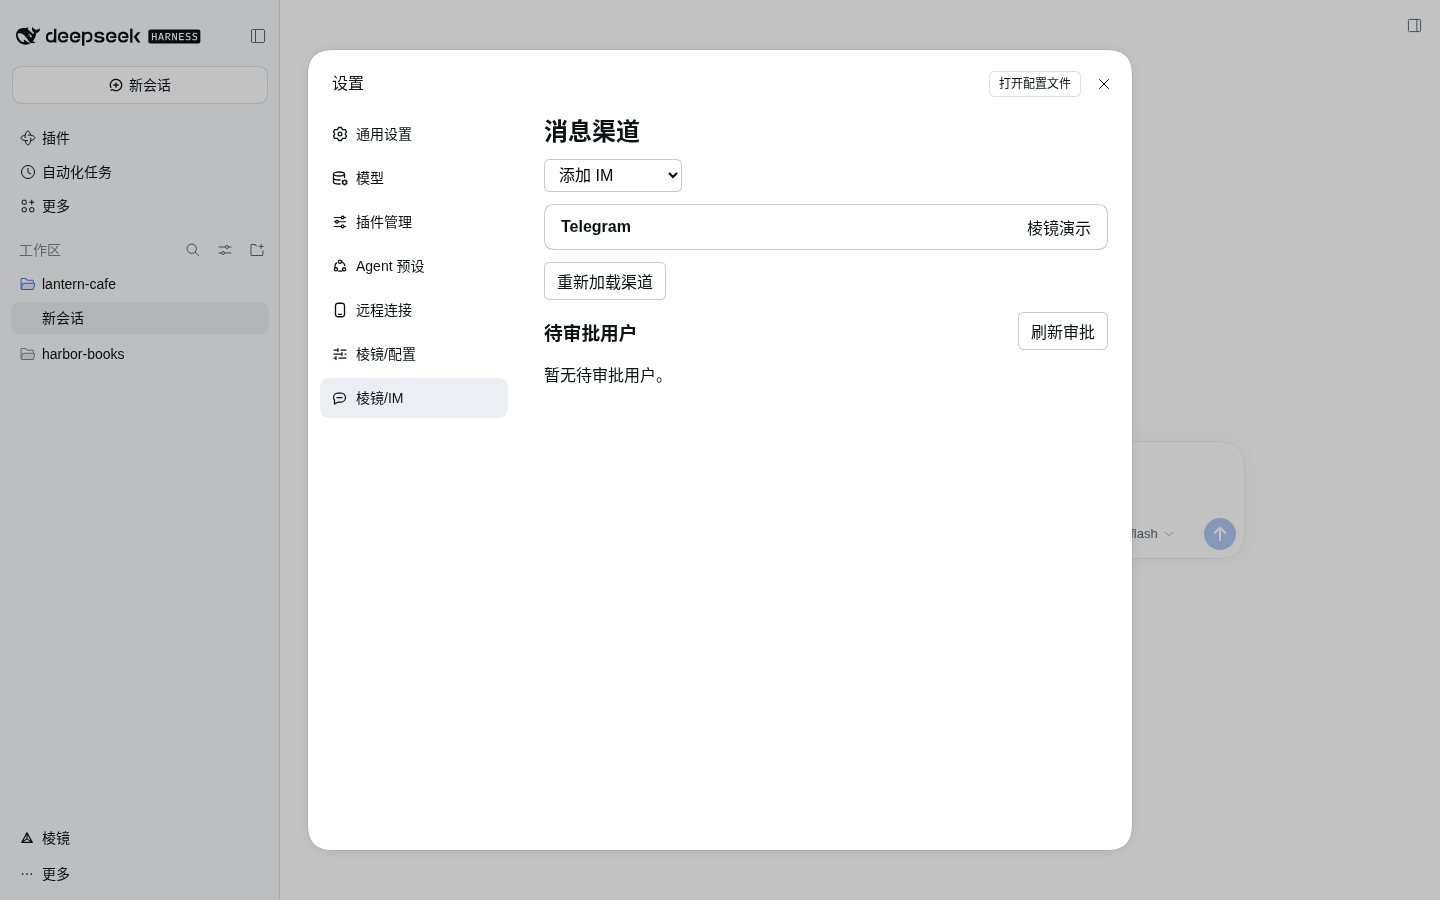 deepseek HARNESS
新会话
插件
自动化任务
更多
工作区
lantern-cafe
新会话
harbor-books
棱镜
更多
设置
打开配置文件
通用设置
模型
插件管理
Agent 预设
远程连接
棱镜/配置
棱镜/IM
消息渠道
添加 IM
Telegram
棱镜演示
重新加载渠道
待审批用户
刷新审批
暂无待审批用户。
flash